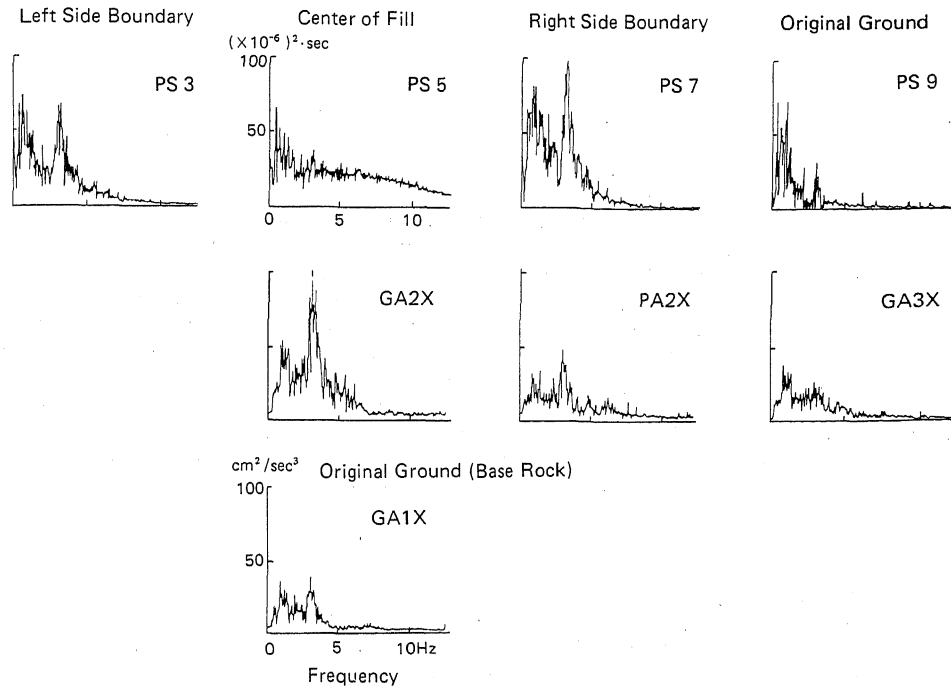 Left Side Boundary
Center of Fill
Right Side Boundary
Original Ground
(×10⁻⁶)²·sec
100
50
0 5 10
PS 3
PS 5
PS 7
PS 9
GA2X
PA2X
GA3X
cm²/sec³
Original Ground (Base Rock)
100
50
GA1X
0 5 10Hz
Frequency